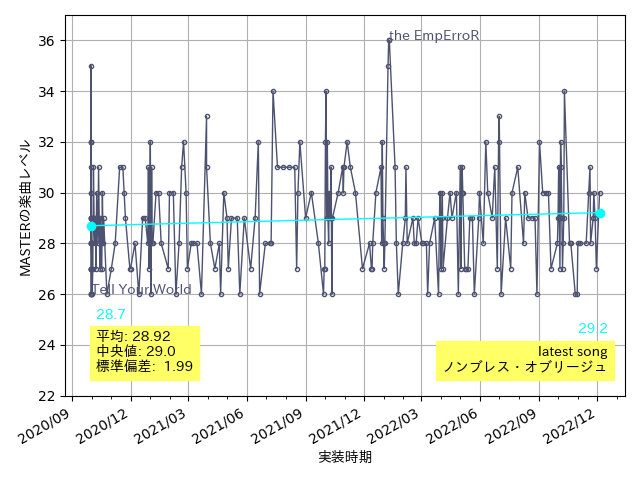 36
34
32
30
28
26
24
22
MASTERの楽曲レベル
the EmpErroR
Tell Your World
28.7
平均: 28.92
中央値: 29.0
標準偏差: 1.99
29.2
latest song
ノンブレス・オブリージュ
2020/09
2020/12
2021/03
2021/06
2021/09
2021/12
2022/03
2022/06
2022/09
2022/12
実装時期